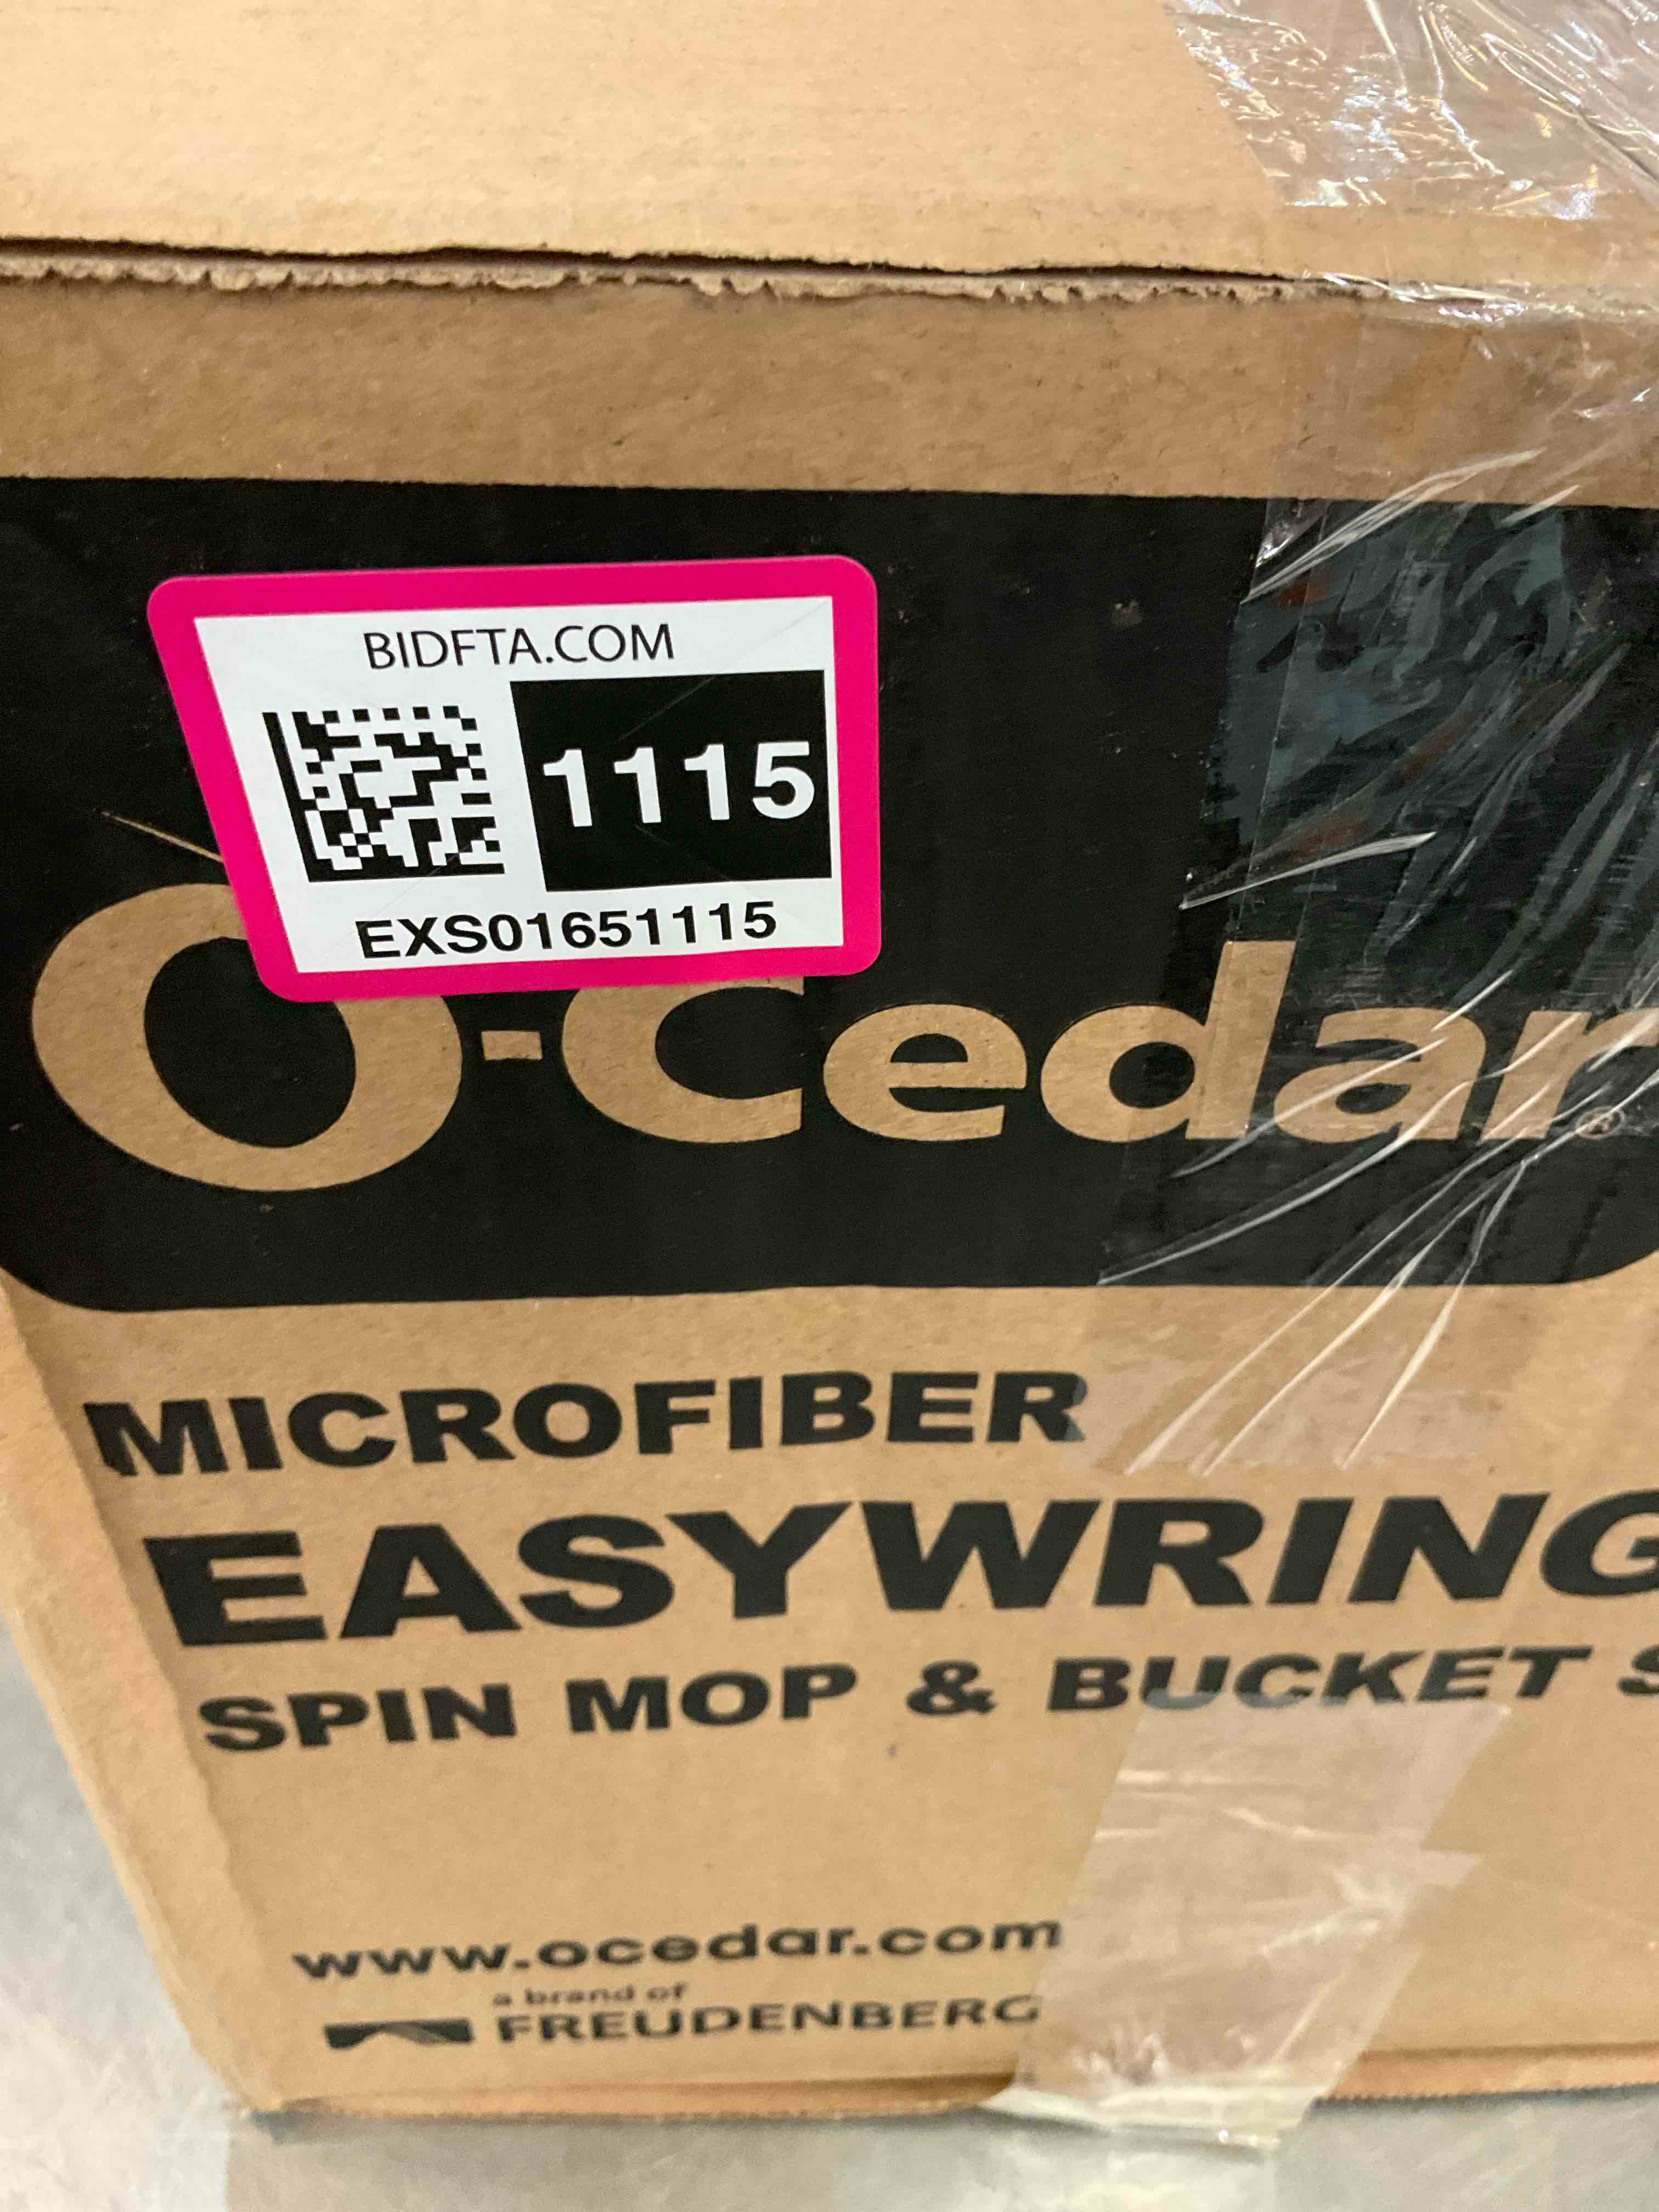 BIDFTA.COM
1115
EXS01651115
O-Cedar®
MICROFIBER
EASYWRING
SPIN MOP & BUCKET S
www.ocedar.com
a brand of
FREUDENBERG